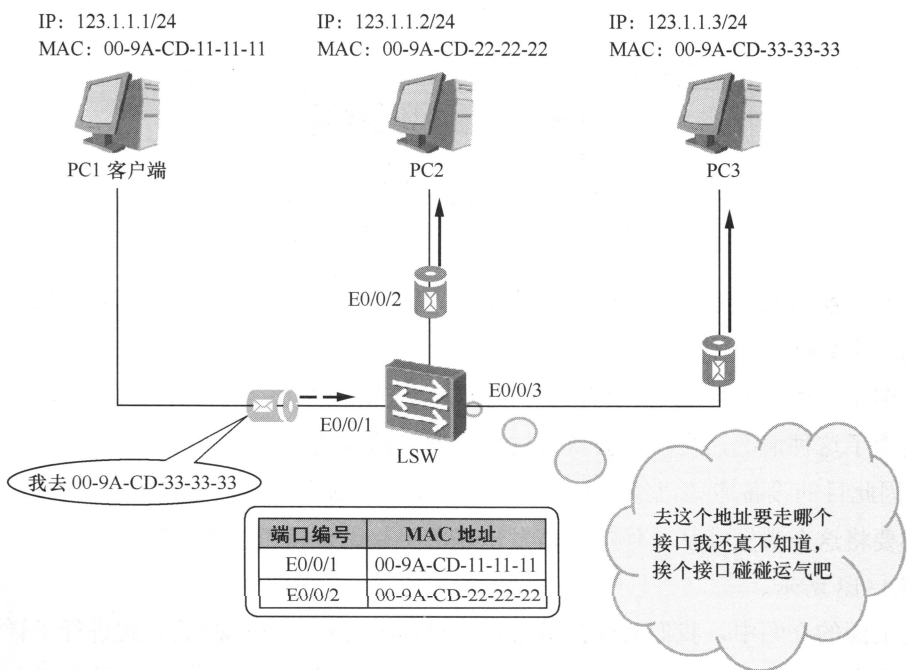 IP: 123.1.1.1/24
MAC: 00-9A-CD-11-11-11
IP: 123.1.1.2/24
MAC: 00-9A-CD-22-22-22
IP: 123.1.1.3/24
MAC: 00-9A-CD-33-33-33
PC1 客户端
PC2
PC3
E0/0/2
E0/0/3
E0/0/1
LSW
我去 00-9A-CD-33-33-33
去这个地址要走哪个
接口我还真不知道，
挨个接口碰碰运气吧
端口编号 MAC 地址
E0/0/1 00-9A-CD-11-11-11
E0/0/2 00-9A-CD-22-22-22